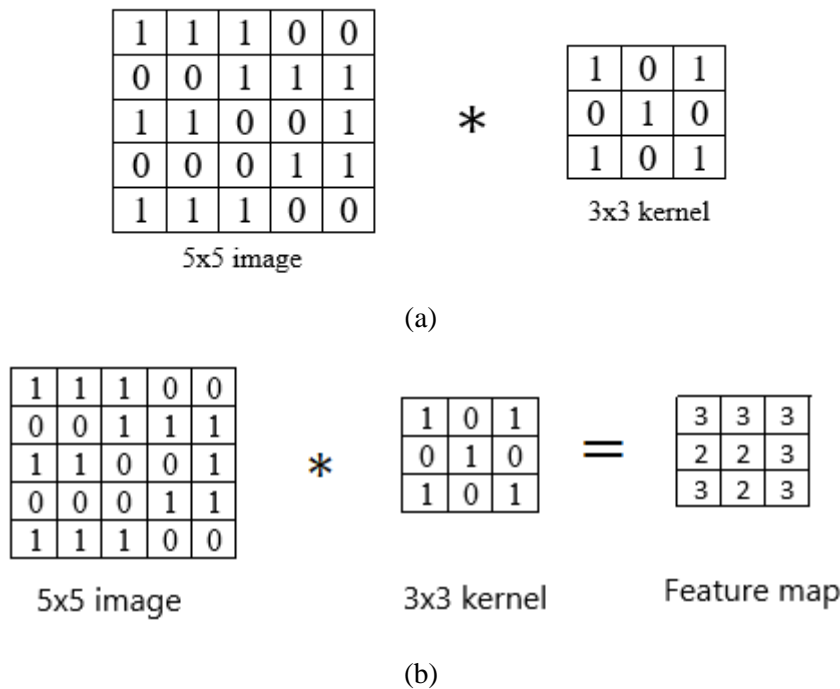 1 1 1 0 0
0 0 1 1 1 1 0 1
1 1 0 0 1 * 0 1 0
0 0 0 1 1 1 0 1
1 1 1 0 0 3x3 kernel
5x5 image
(a)
1 1 1 0 0
0 0 1 1 1 1 0 1 3 3 3
1 1 0 0 1 * 0 1 0 = 2 2 3
0 0 0 1 1 1 0 1 3 2 3
1 1 1 0 0
5x5 image 3x3 kernel Feature map
(b)